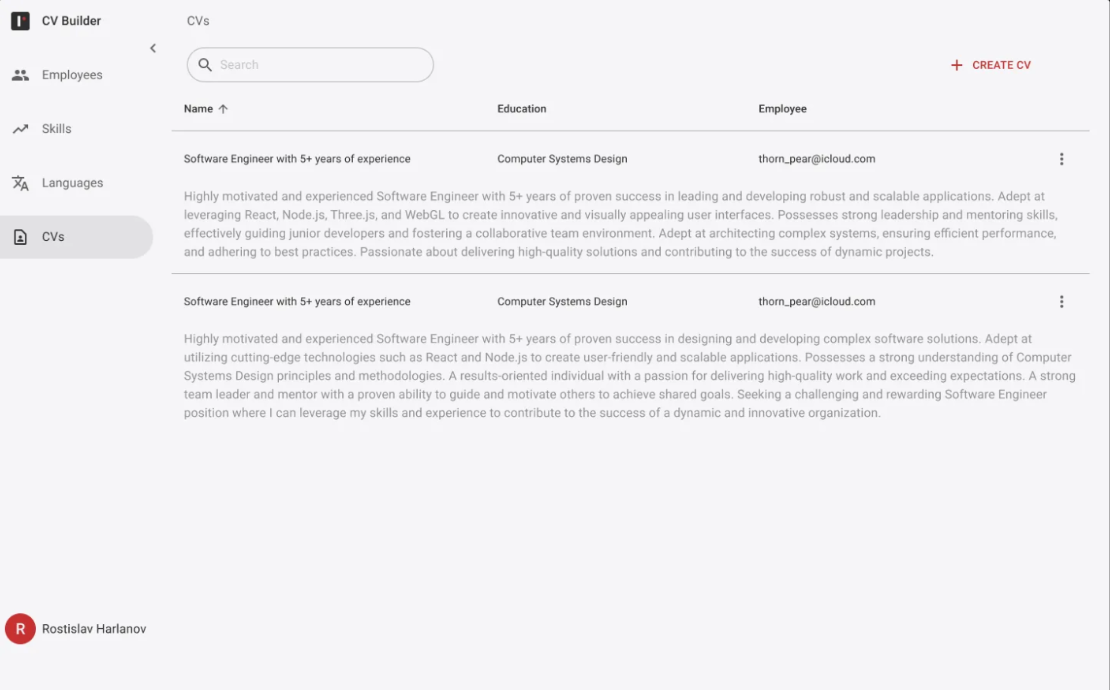 CV Builder
CVs
Employees
Search
CREATE CV
Name
Education
Employee
Skills
Software Engineer with 5+ years of experience
Computer Systems Design
thorn_pear@icloud.com
Languages
Highly motivated and experienced Software Engineer with 5+ years of proven success in leading and developing robust and scalable applications. Adept at
leveraging React, Node.js, Three.js, and WebGL to create innovative and visually appealing user interfaces. Possesses strong leadership and mentoring skills,
effectively guiding junior developers and fostering a collaborative team environment. Adept at architecting complex systems, ensuring efficient performance,
and adhering to best practices. Passionate about delivering high-quality solutions and contributing to the success of dynamic projects.
CVs
Software Engineer with 5+ years of experience
Computer Systems Design
thorn_pear@icloud.com
Highly motivated and experienced Software Engineer with 5+ years of proven success in designing and developing complex software solutions. Adept at
utilizing cutting-edge technologies such as React and Node.js to create user-friendly and scalable applications. Possesses a strong understanding of Computer
Systems Design principles and methodologies. A results-oriented individual with a passion for delivering high-quality work and exceeding expectations. A strong
team leader and mentor with a proven ability to guide and motivate others to achieve shared goals. Seeking a challenging and rewarding Software Engineer
position where I can leverage my skills and experience to contribute to the success of a dynamic and innovative organization.
R
Rostislav Harlanov